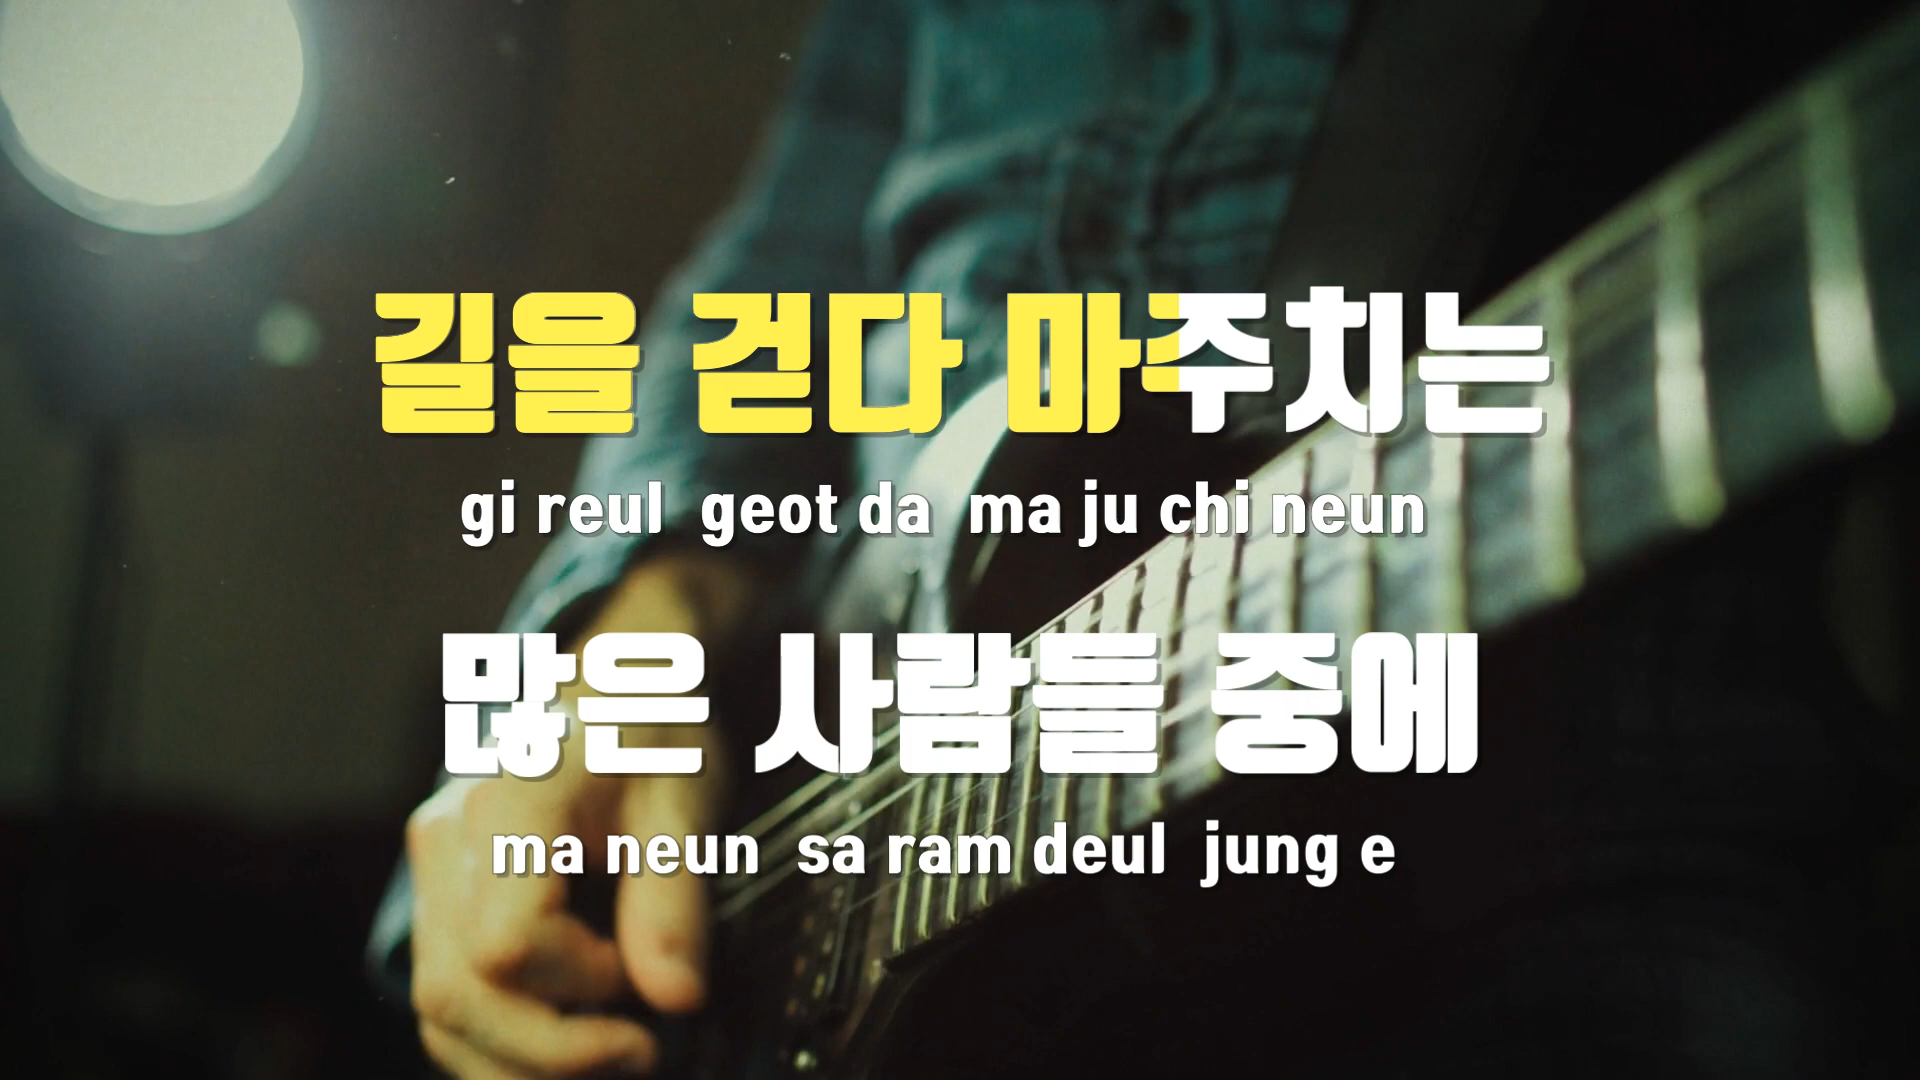 길을 걷다 마주치는
gi reul geot da ma ju chi neun
많은 사람들 중에
ma neun sa ram deul jung e